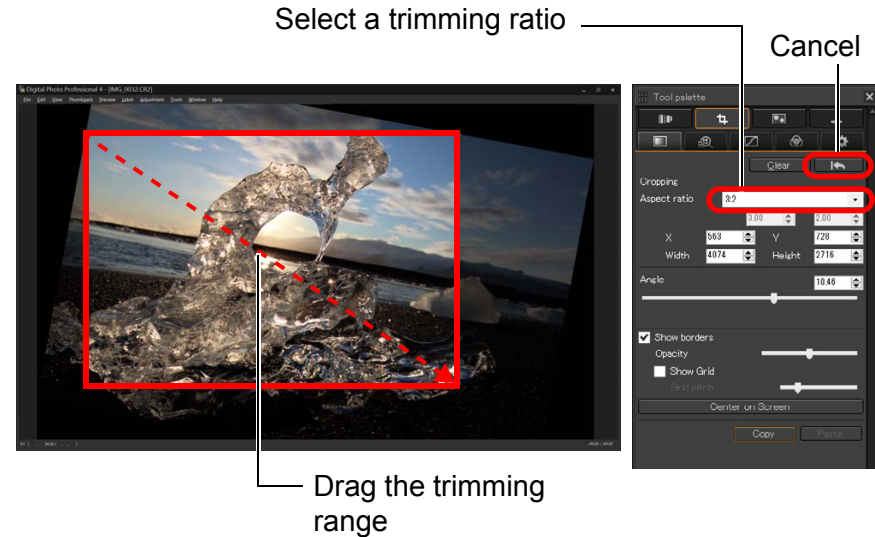 Select a trimming ratio
Cancel
Digital Photo Professional 4 - [IMG_0032.CR2]
File Edit View Thumbnails Preview Label Adjustment Tools Window Help
Tool palette
Clear
Cropping
Aspect ratio 3:2
3.00 2.00
X 563 Y 728
Width 4074 Height 2716
Angle 10.46
Show borders
Opacity
Show Grid
Grid pitch
Center on Screen
Copy Paste
Drag the trimming
range